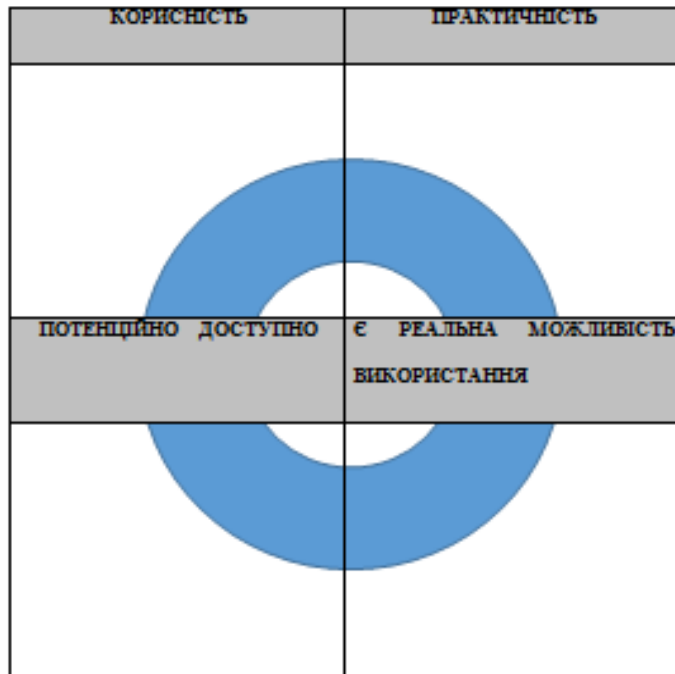 КОРИСНІСТЬ
ПРАКТИЧНІСТЬ
ПОТЕНЦІЙНО ДОСТУПНО
Є РЕАЛЬНА МОЖЛИВІСТЬ
ВИКОРИСТАННЯ